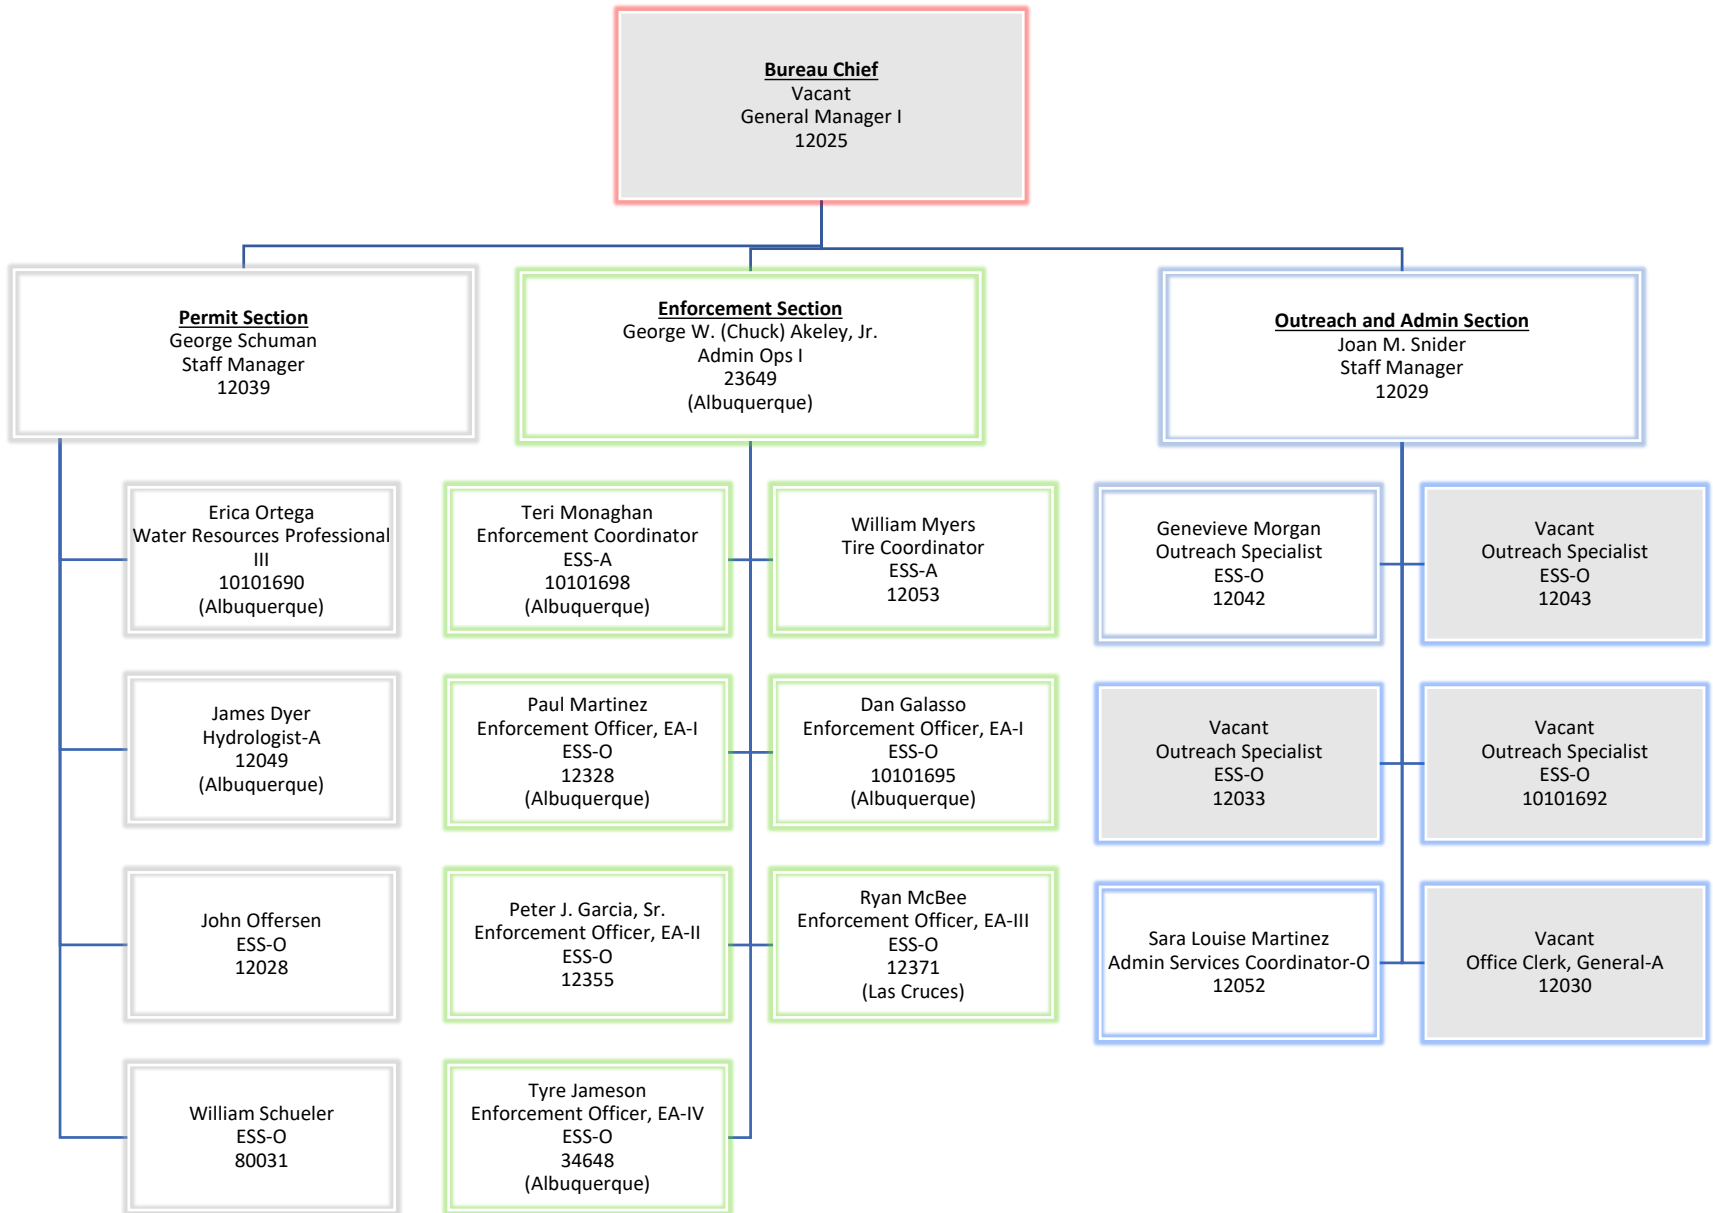 Bureau Chief
Vacant
General Manager I
12025
Permit Section
George Schuman
Staff Manager
12039
Enforcement Section
George W. (Chuck) Akeley, Jr.
Admin Ops I
23649
(Albuquerque)
Outreach and Admin Section
Joan M. Snider
Staff Manager
12029
Erica Ortega
Water Resources Professional
III
10101690
(Albuquerque)
James Dyer
Hydrologist-A
12049
(Albuquerque)
John Offersen
ESS-O
12028
William Schueler
ESS-O
80031
Teri Monaghan
Enforcement Coordinator
ESS-A
10101698
(Albuquerque)
William Myers
Tire Coordinator
ESS-A
12053
Paul Martinez
Enforcement Officer, EA-I
ESS-O
12328
(Albuquerque)
Dan Galasso
Enforcement Officer, EA-I
ESS-O
10101695
(Albuquerque)
Peter J. Garcia, Sr.
Enforcement Officer, EA-II
ESS-O
12355
Ryan McBee
Enforcement Officer, EA-III
ESS-O
12371
(Las Cruces)
Tyre Jameson
Enforcement Officer, EA-IV
ESS-O
34648
(Albuquerque)
Genevieve Morgan
Outreach Specialist
ESS-O
12042
Vacant
Outreach Specialist
ESS-O
12043
Vacant
Outreach Specialist
ESS-O
12033
Vacant
Outreach Specialist
ESS-O
10101692
Sara Louise Martinez
Admin Services Coordinator-O
12052
Vacant
Office Clerk, General-A
12030